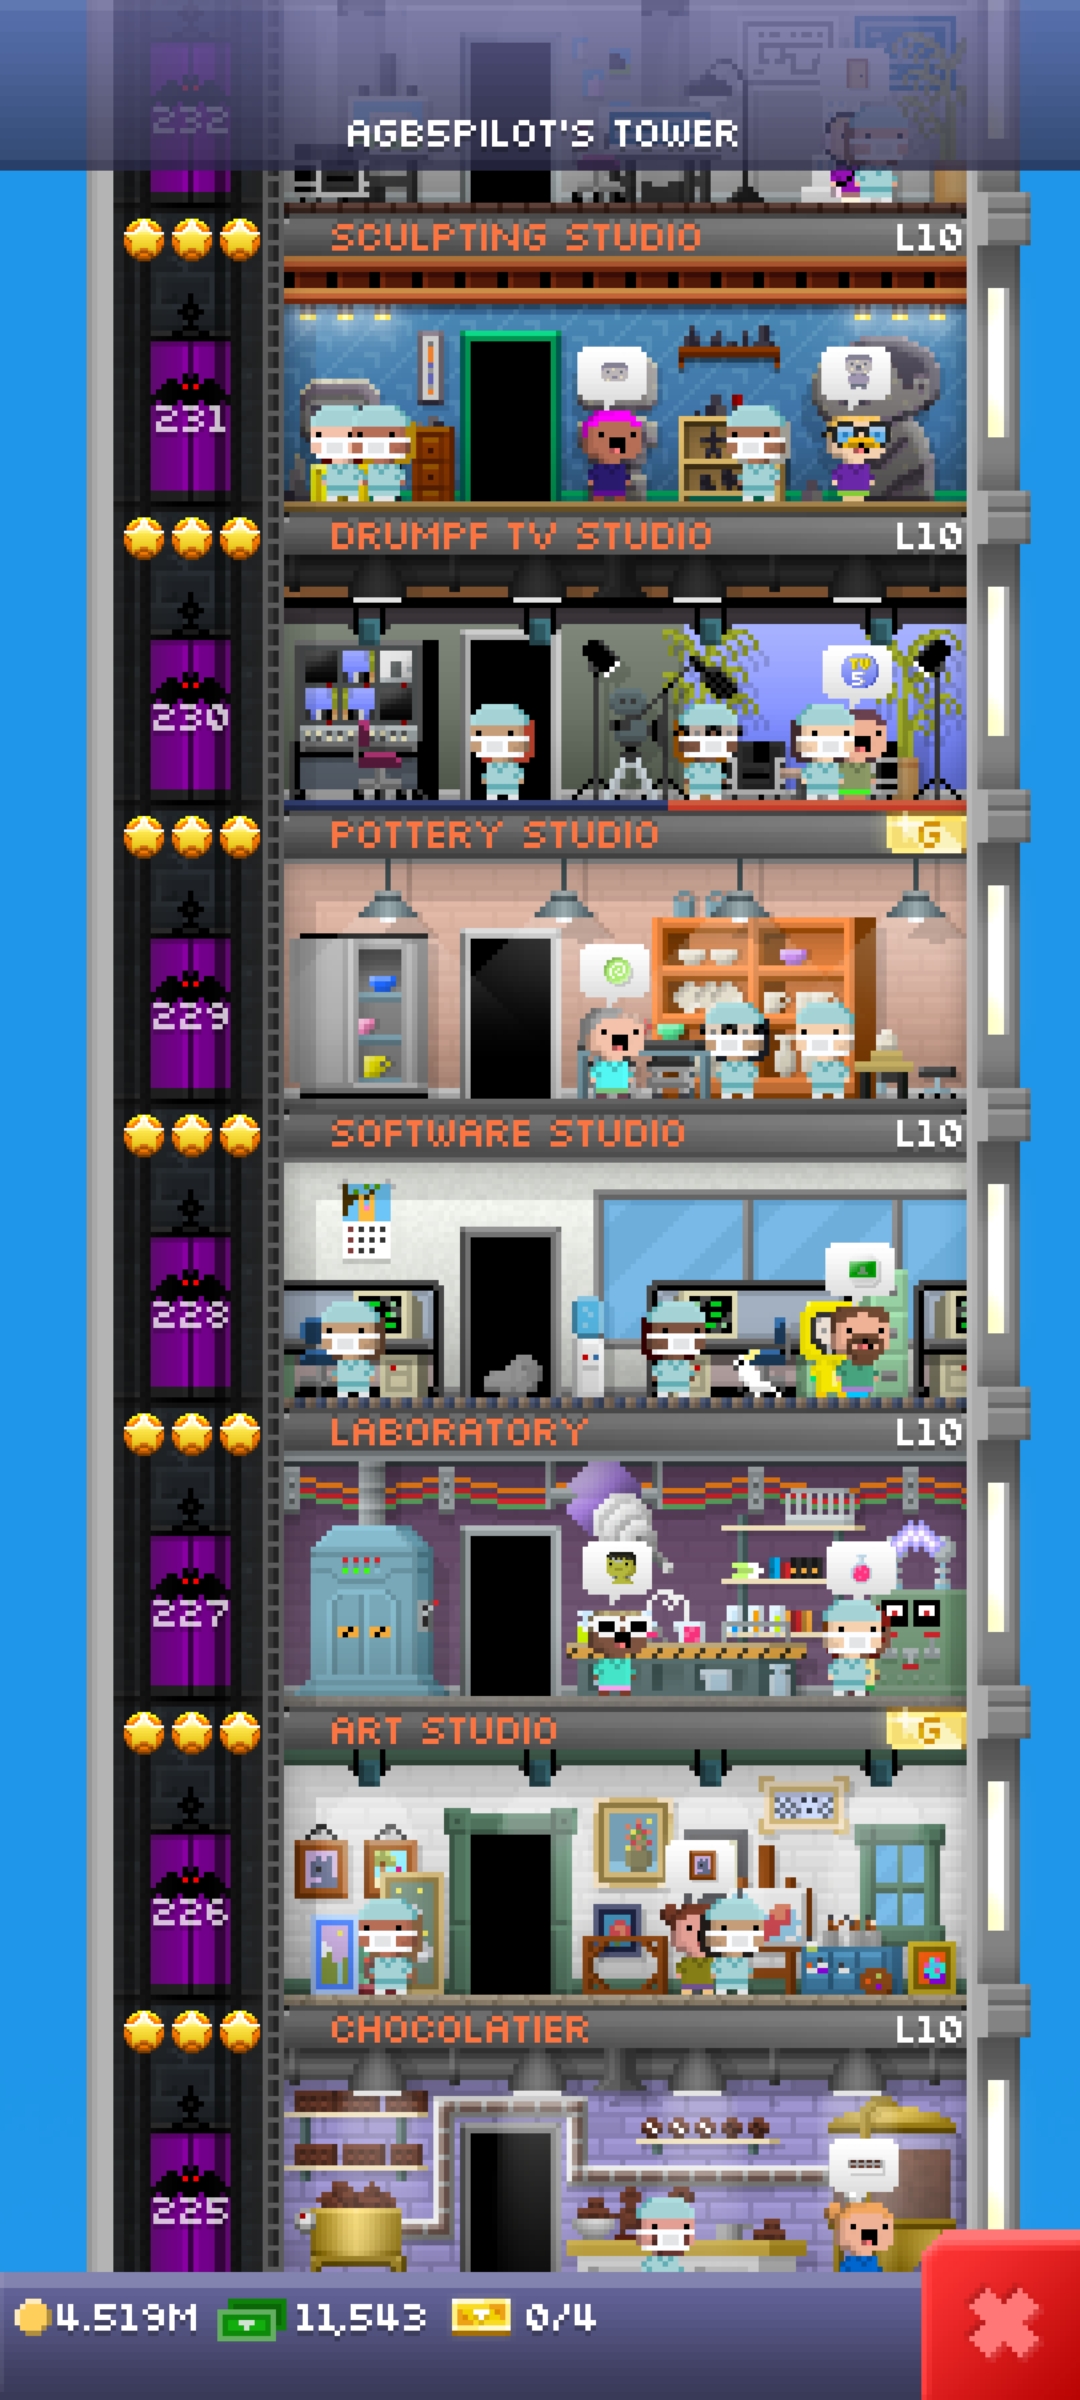 232
AGB5PILOT'S TOWER
SCULPTING STUDIO L10
231
DRUMPF TV STUDIO L10
TV
5
230
POTTERY STUDIO G
229
SOFTWARE STUDIO L10
228
LABORATORY L10
227
ART STUDIO G
226
CHOCOLATIER L10
225
4.519M 11,543 0/4